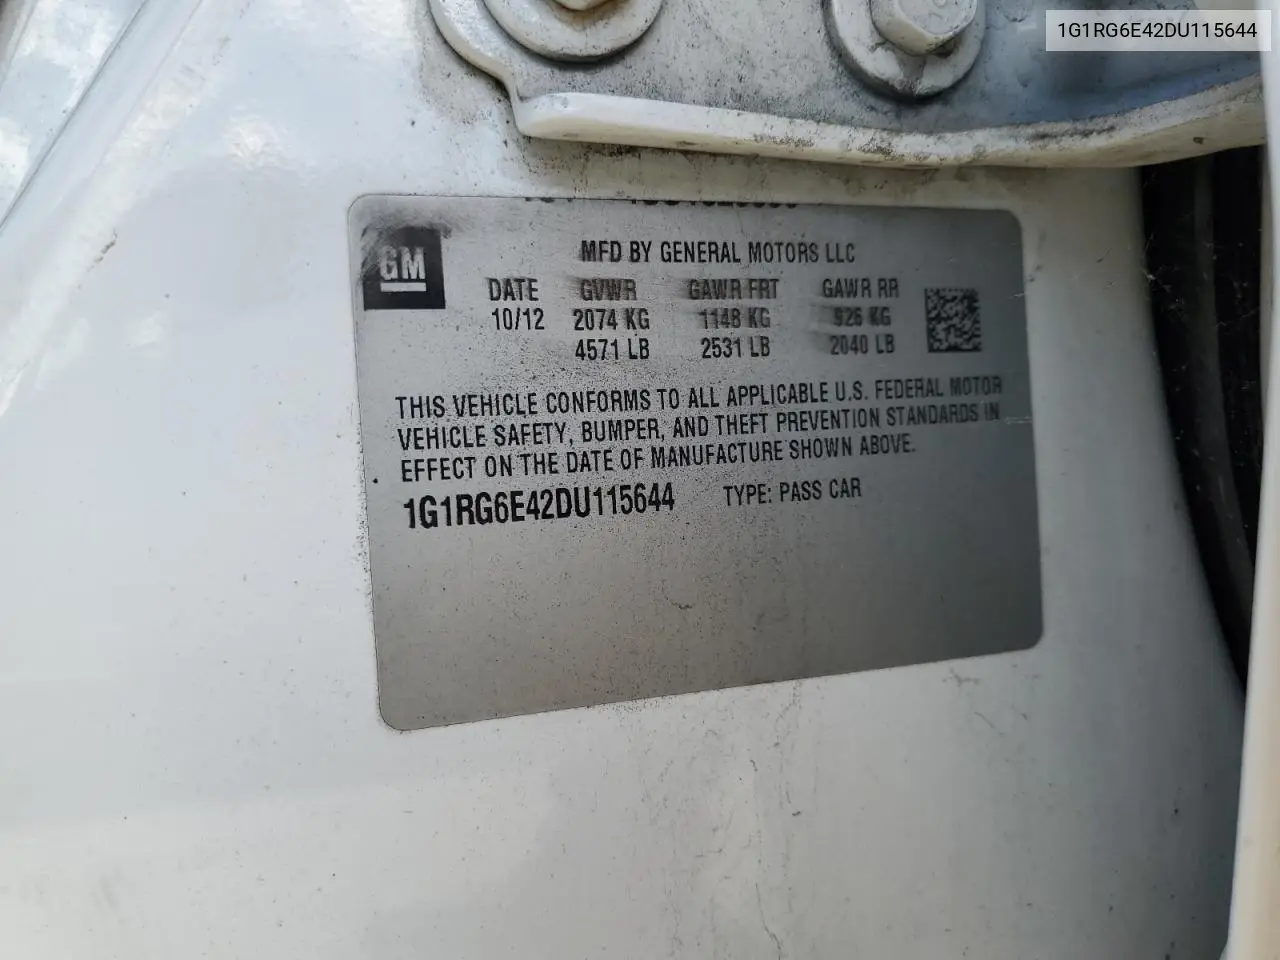 1G1RG6E42DU115644
GM
MFD BY GENERAL MOTORS LLC
DATE GVWR GAWR FRT GAWR RR
10/12 2074 KG 1148 KG 926 KG
4571 LB 2531 LB 2040 LB
THIS VEHICLE CONFORMS TO ALL APPLICABLE U.S. FEDERAL MOTOR
VEHICLE SAFETY, BUMPER, AND THEFT PREVENTION STANDARDS IN
EFFECT ON THE DATE OF MANUFACTURE SHOWN ABOVE.
1G1RG6E42DU115644 TYPE: PASS CAR